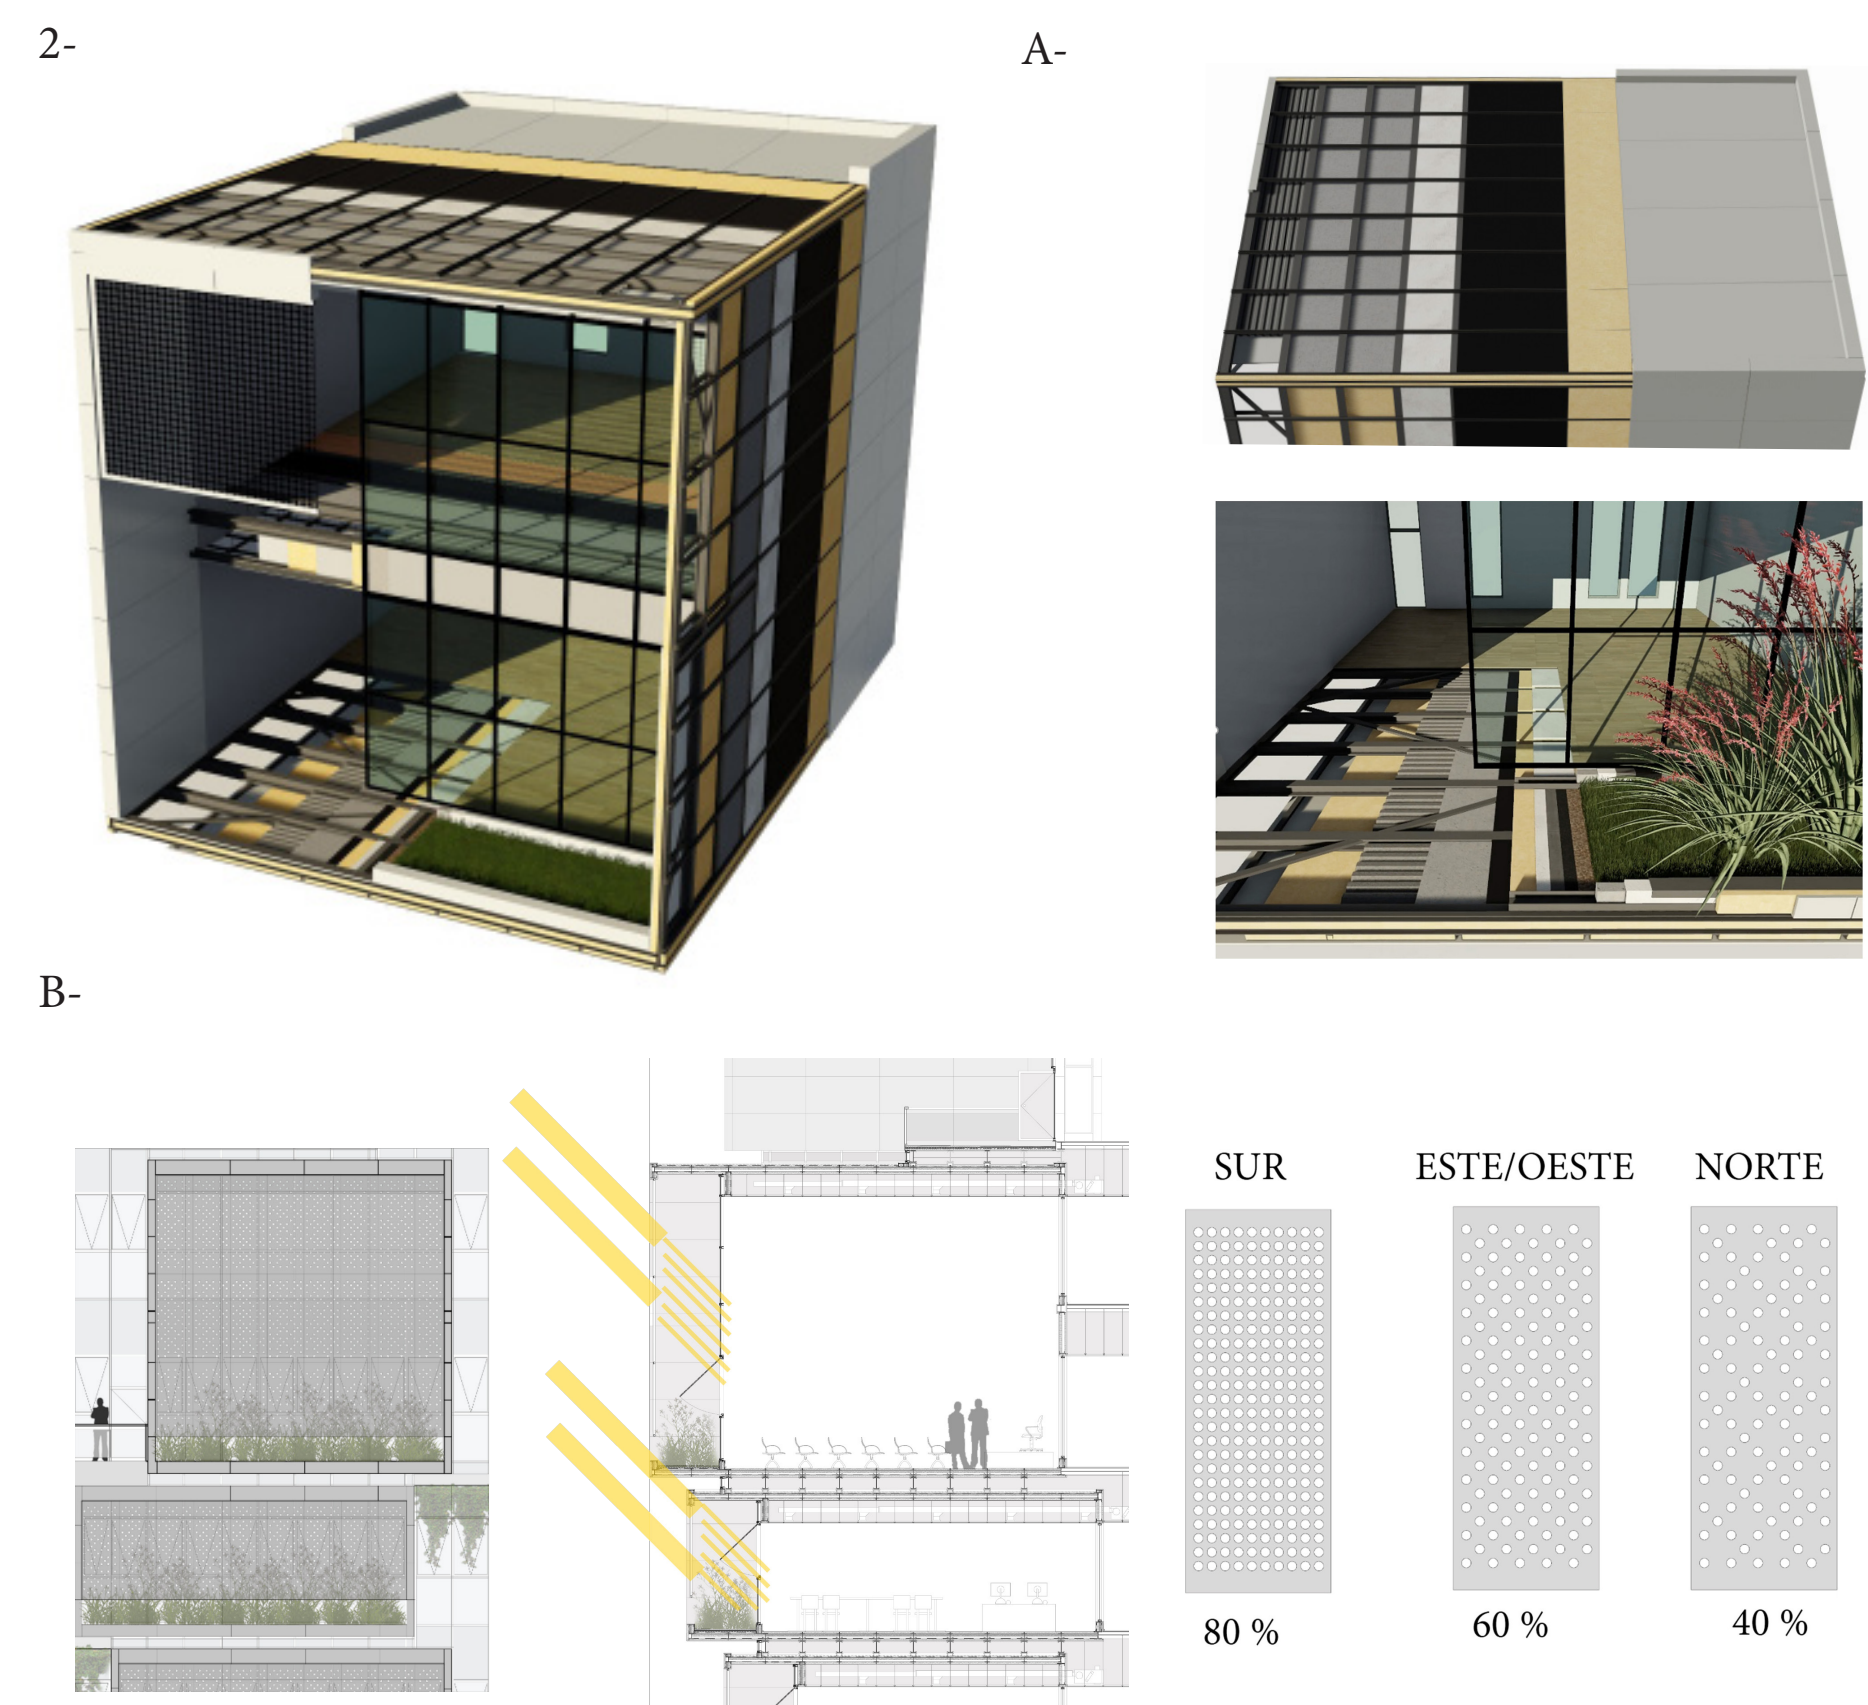 2-
A-
B-
SUR ESTE/OESTE NORTE
80 % 60 % 40 %